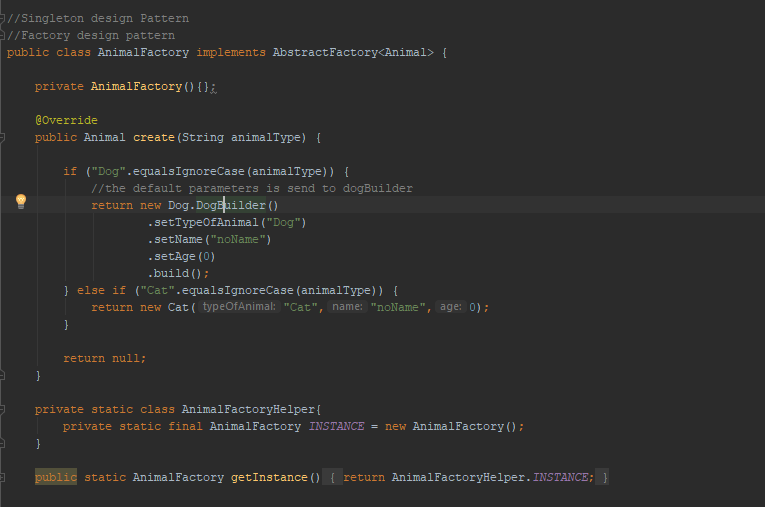 //Singleton design Pattern
//Factory design pattern
public class AnimalFactory implements AbstractFactory<Animal> {
private AnimalFactory(){};
@Override
public Animal create(String animalType) {
if ("Dog".equalsIgnoreCase(animalType)) {
//the default parameters is send to dogBuilder
return new Dog.DogBuilder()
.setTypeOfAnimal("Dog")
.setName("noName")
.setAge(0)
.build();
} else if ("Cat".equalsIgnoreCase(animalType)) {
return new Cat( typeOfAnimal: "Cat", name: "noName", age: 0);
}
return null;
}
private static class AnimalFactoryHelper{
private static final AnimalFactory INSTANCE = new AnimalFactory();
}
public static AnimalFactory getInstance() { return AnimalFactoryHelper.INSTANCE; }